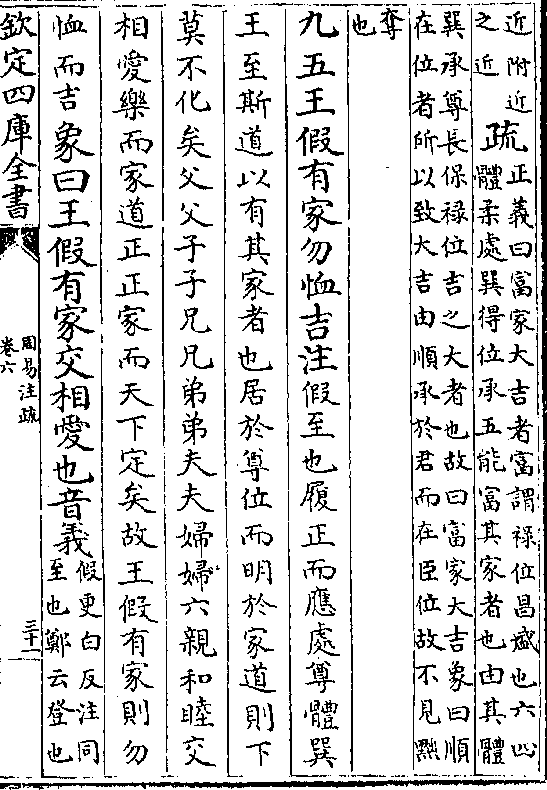 近附近
之近
疏
正義曰富家大吉者富謂祿位昌盛也六四
體柔處巽得位承五能富其家者也由其體
巽承尊長保祿位吉之大者也故曰富家大吉象曰順
在位者所以致大吉由順承於君而在臣位故不見黜
奪
也
九五王假有家勿恤吉注假至也履正而應處尊體巽
王至斯道以有其家者也居於尊位而明於家道則下
莫不化矣父父子子兄兄弟弟夫夫婦婦六親和睦交
相愛樂而家道正正家而天下定矣故王假有家則勿
恤而吉象曰王假有家交相愛也音義
假更白反注同
至也鄭云登也
欽定四庫全書
周易注疏
卷六
三十一